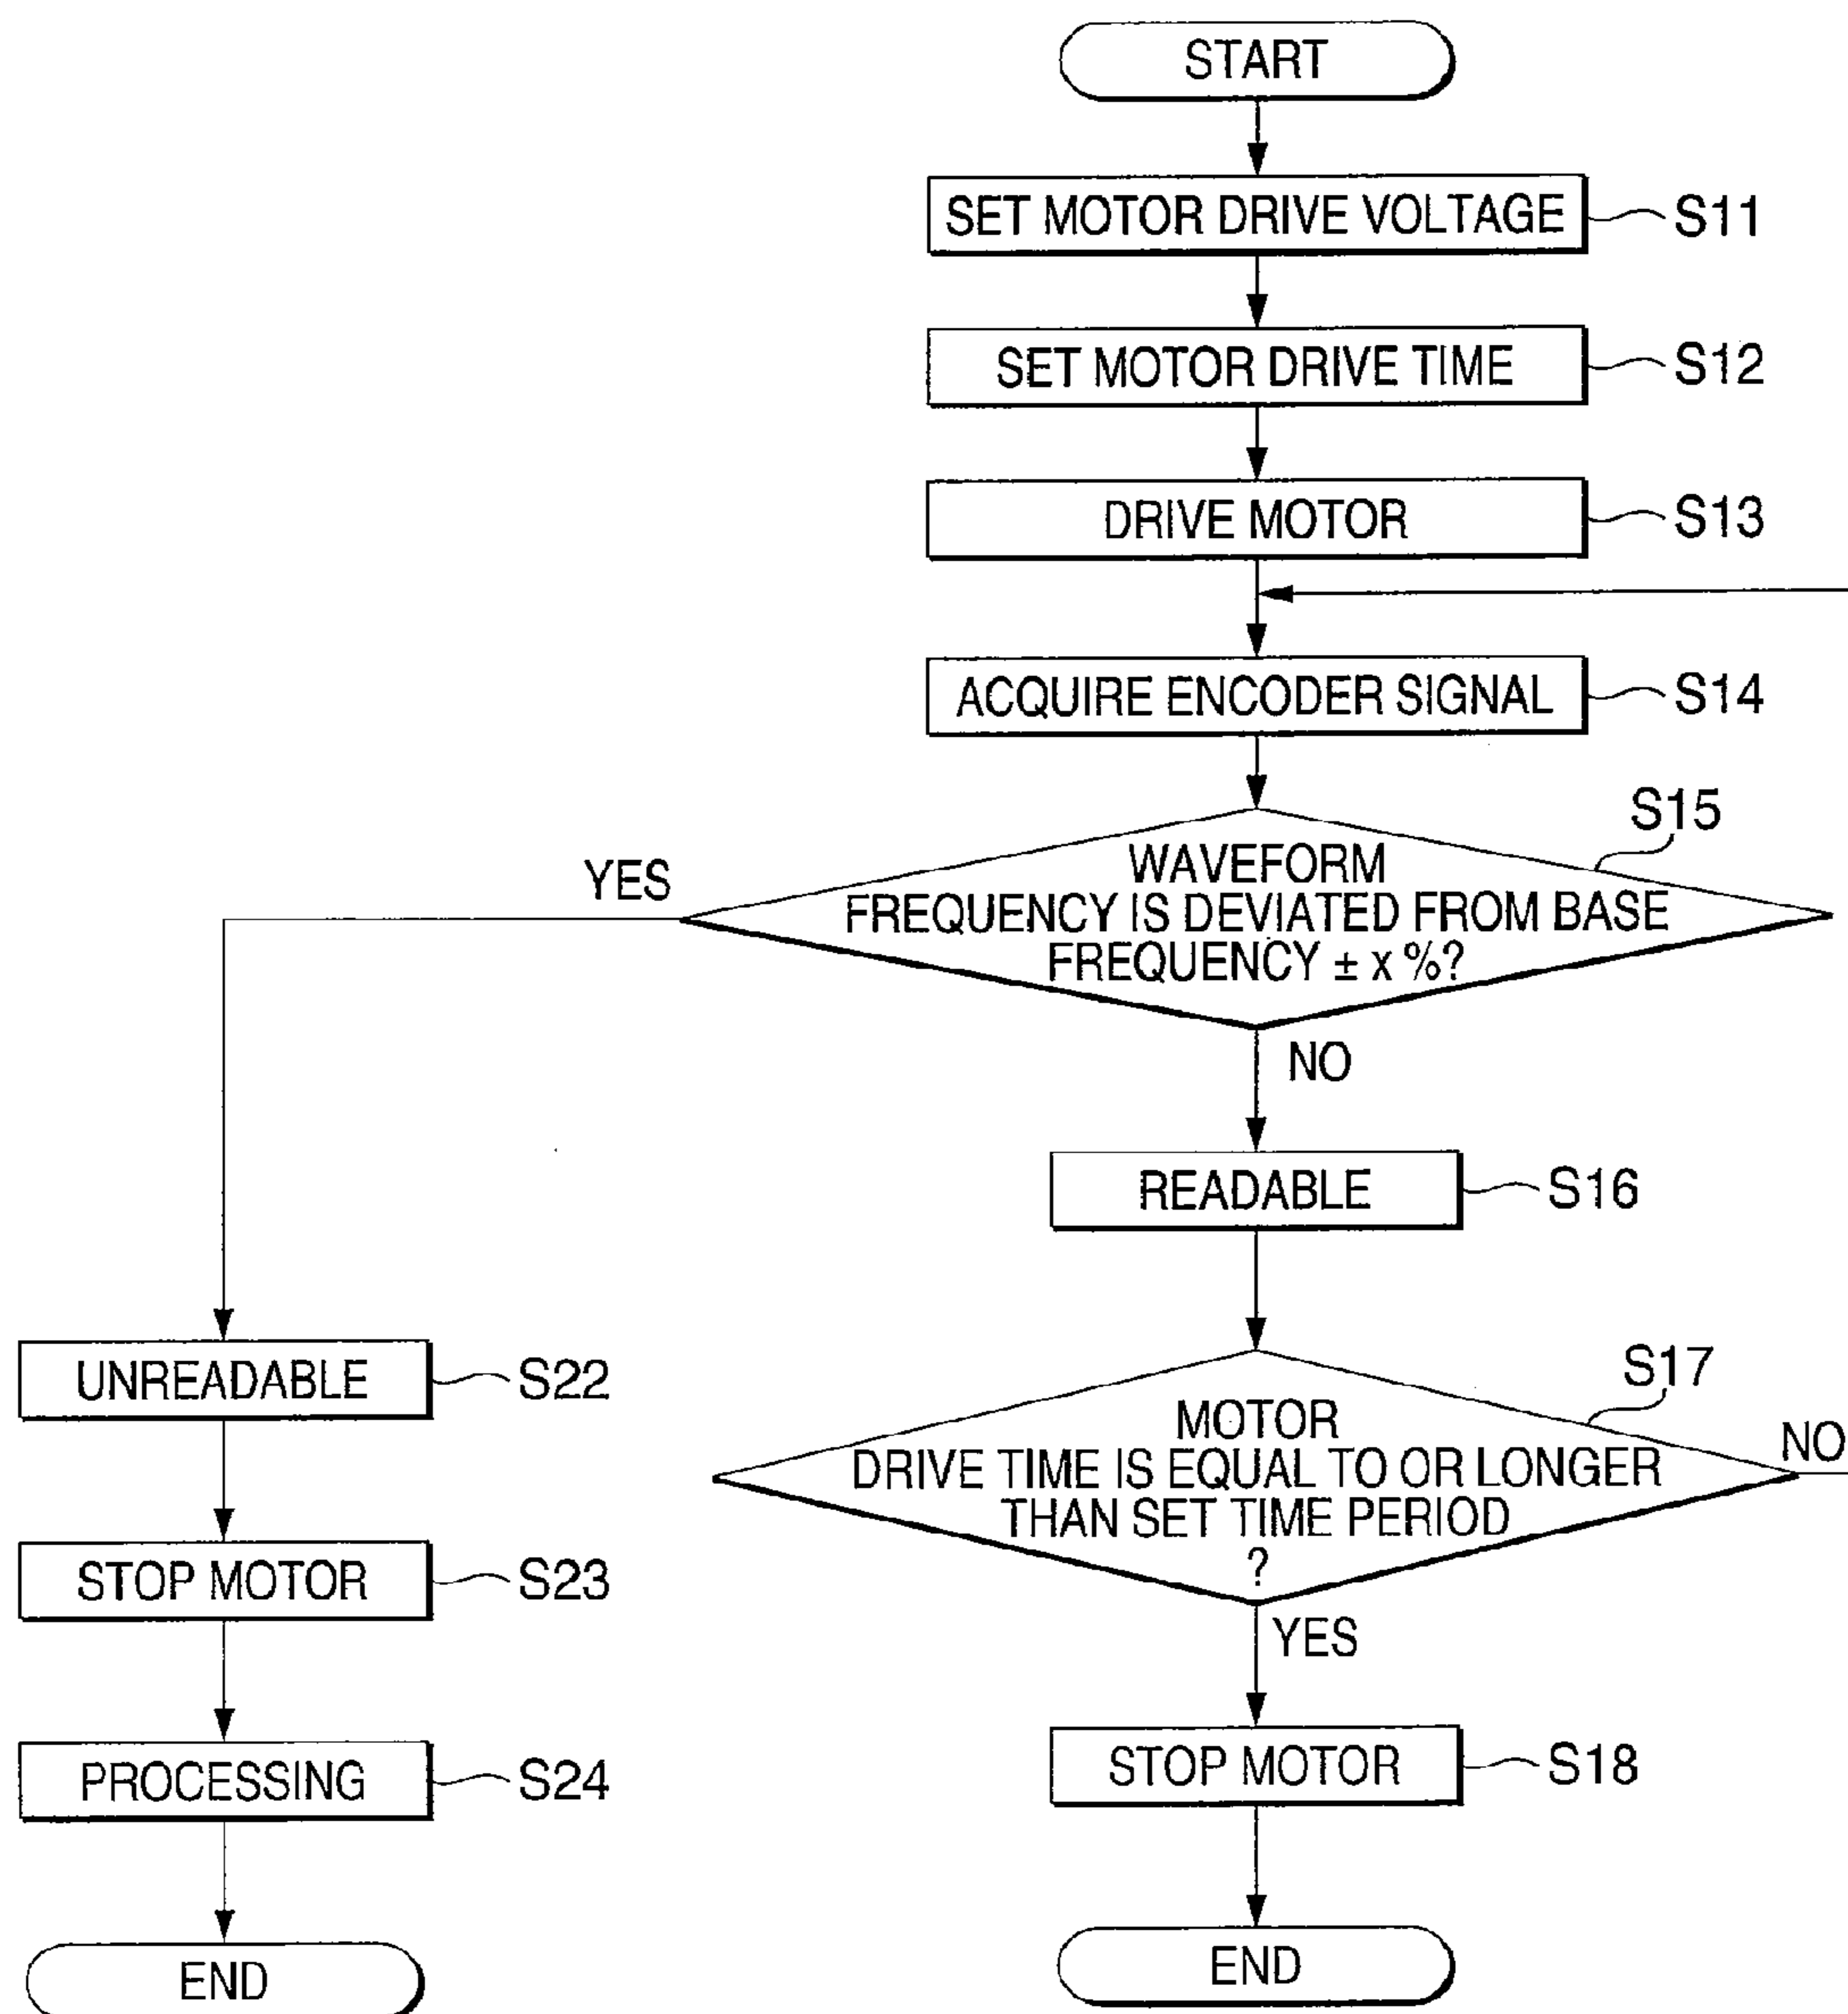 START
SET MOTOR DRIVE VOLTAGE
S11
SET MOTOR DRIVE TIME
S12
DRIVE MOTOR
S13
ACQUIRE ENCODER SIGNAL
S14
S15
WAVEFORM
FREQUENCY IS DEVIATED FROM BASE
FREQUENCY ± x %?
YES
NO
READABLE
S16
S17
MOTOR
DRIVE TIME IS EQUAL TO OR LONGER
THAN SET TIME PERIOD
?
NO
YES
STOP MOTOR
S18
END
UNREADABLE
S22
STOP MOTOR
S23
PROCESSING
S24
END